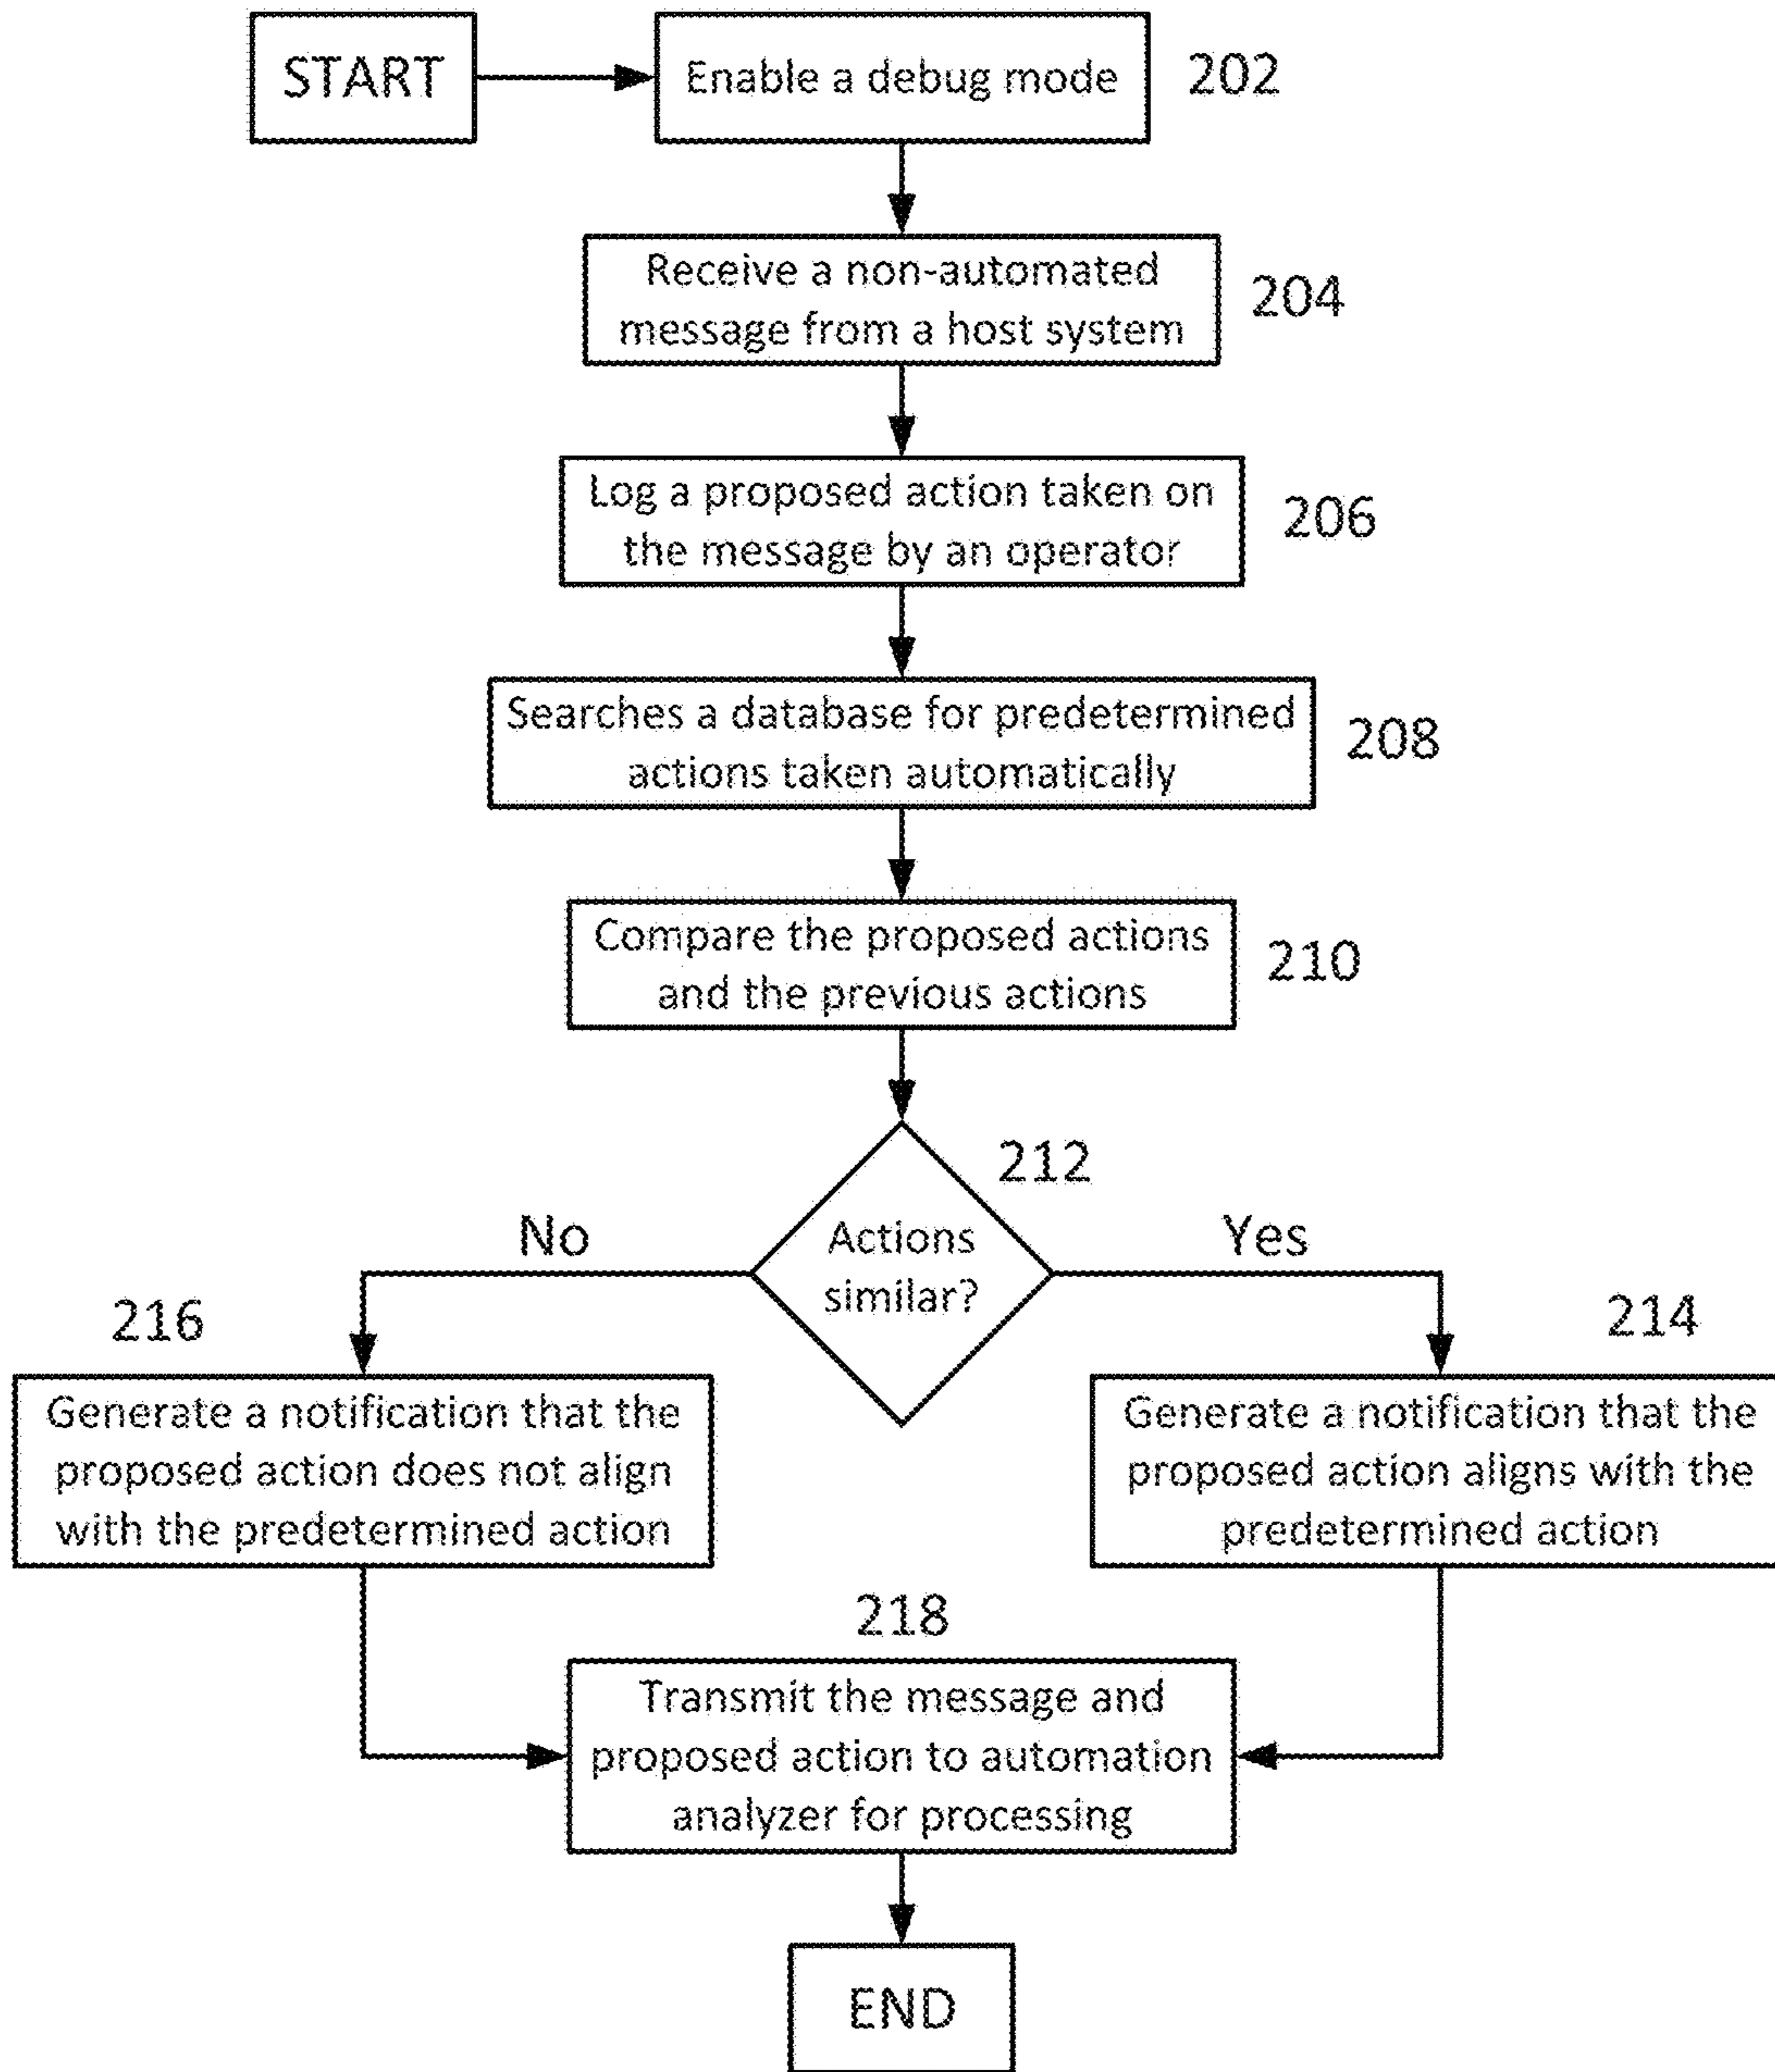 START
Enable a debug mode
202
Receive a non-automated
message from a host system
204
Log a proposed action taken on
the message by an operator
206
Searches a database for predetermined
actions taken automatically
208
Compare the proposed actions
and the previous actions
210
212
Actions
similar?
No
Yes
216
Generate a notification that the
proposed action does not align
with the predetermined action
214
Generate a notification that the
proposed action aligns with the
predetermined action
218
Transmit the message and
proposed action to automation
analyzer for processing
END